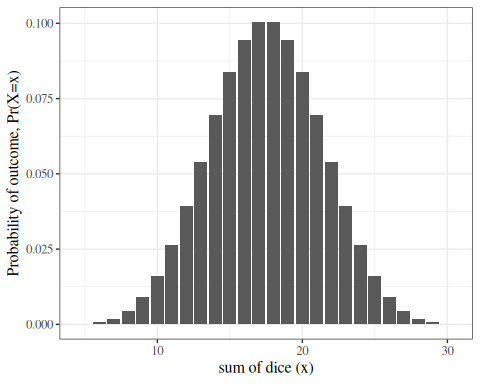 Probability of outcome, Pr(X=x)
0.100
0.075
0.050
0.025
0.000
10 20 30
sum of dice (x)